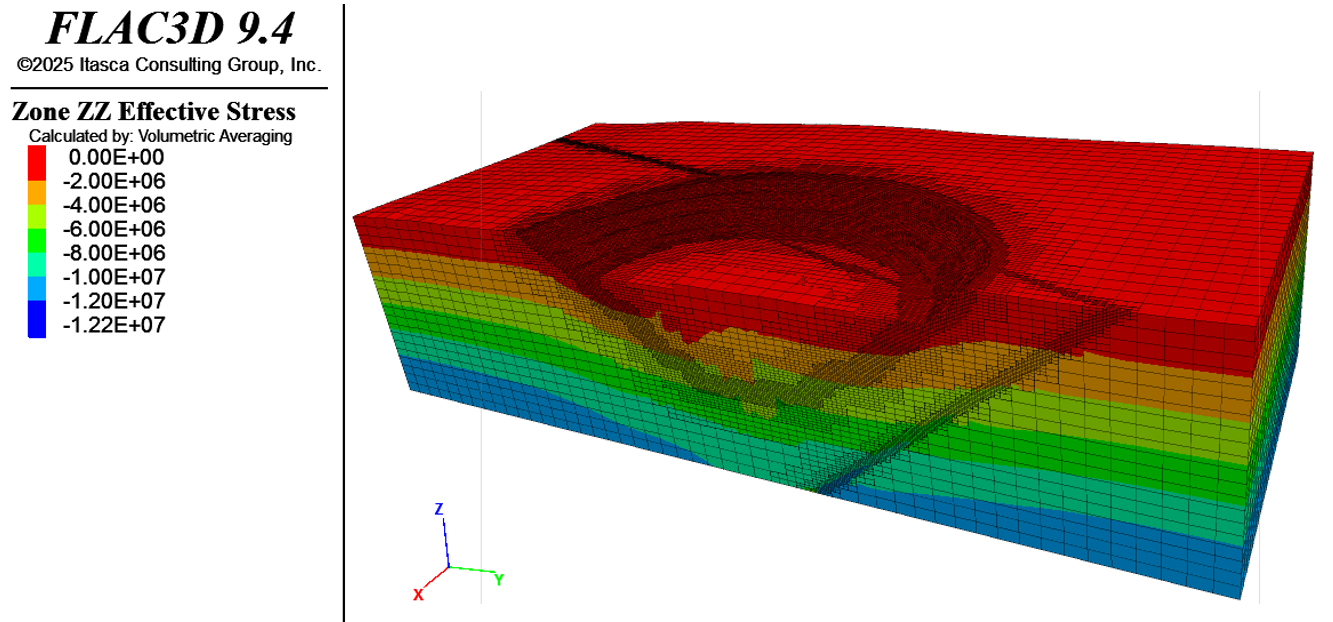 FLAC3D 9.4
©2025 Itasca Consulting Group, Inc.
Zone ZZ Effective Stress
Calculated by: Volumetric Averaging
0.00E+00
-2.00E+06
-4.00E+06
-6.00E+06
-8.00E+06
-1.00E+07
-1.20E+07
-1.22E+07
Z
Y
X